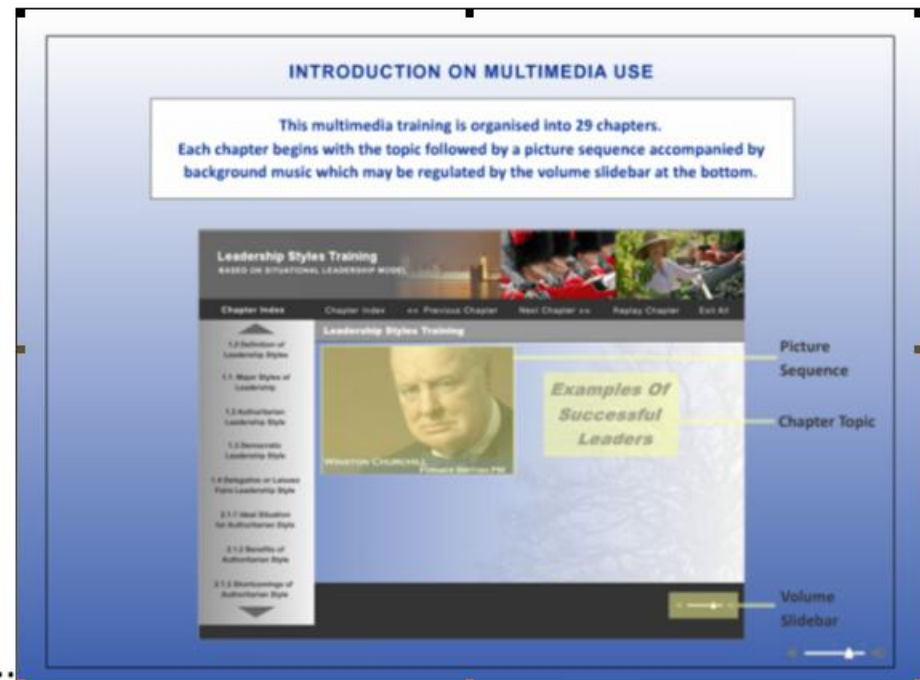 INTRODUCTION ON MULTIMEDIA USE
This multimedia training is organised into 29 chapters.
Each chapter begins with the topic followed by a picture sequence accompanied by
background music which may be regulated by the volume slidebar at the bottom.
Leadership Styles Training
BASED ON SITUATIONAL LEADERSHIP MODEL
Chapter Index
Chapter Index
<< Previous Chapter
Next Chapter >>
Replay Chapter
Exit All
Leadership Styles Training
1.0 Definition of
Leadership Styles
1.1 Major Styles of
Leadership
1.2 Authoritarian
Leadership Style
1.3 Democratic
Leadership Style
1.4 Delegative or Laissez
Faire Leadership Style
2.1.1 Ideal Situation
for Authoritarian Style
2.1.2 Benefits of
Authoritarian Style
2.1.3 Shortcomings of
Authoritarian Style
WINSTON CHURCHILL
FORMER BRITISH PM
Examples Of
Successful
Leaders
Picture
Sequence
Chapter Topic
Volume
Slidebar